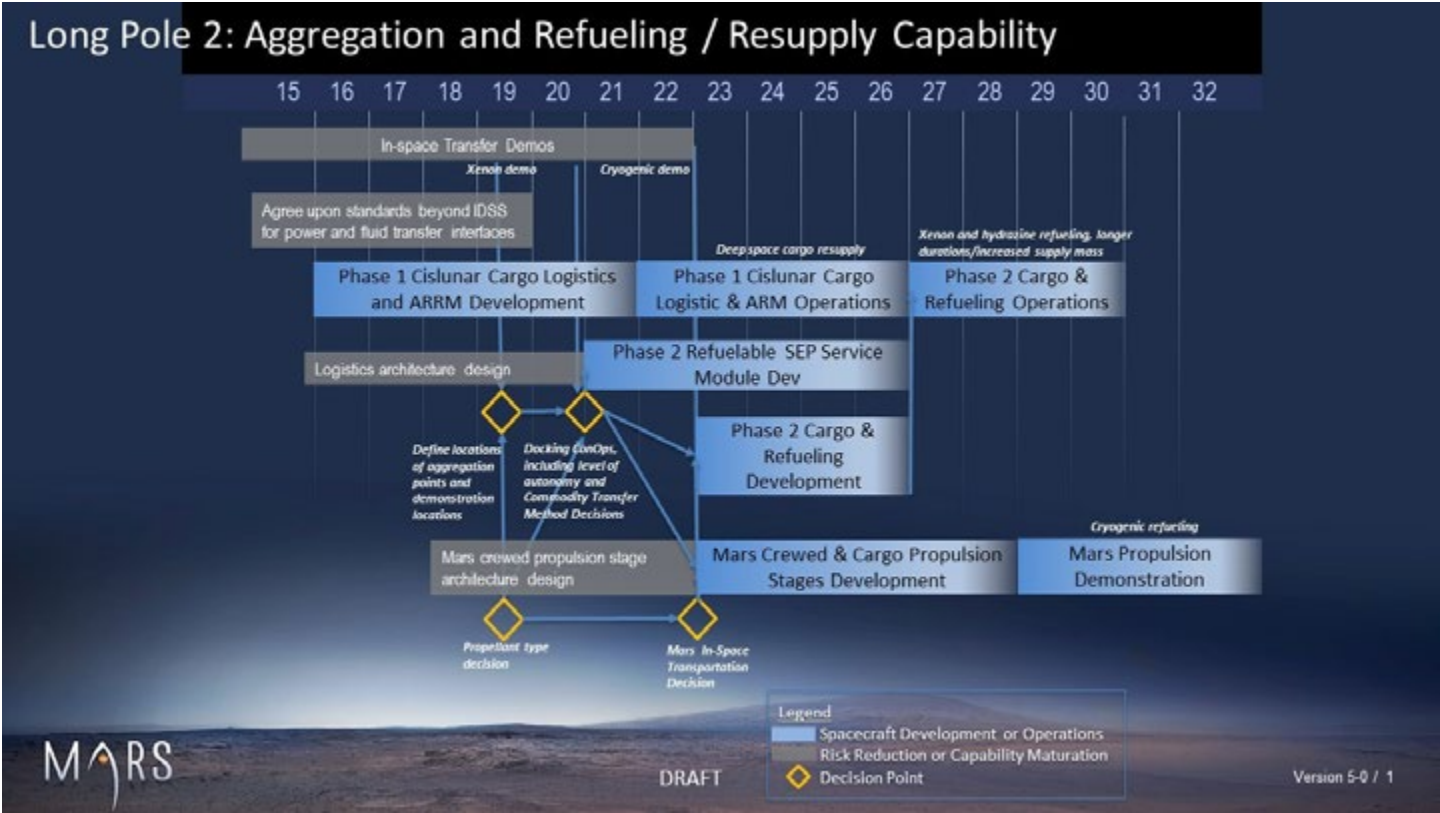 Long Pole 2: Aggregation and Refueling / Resupply Capability
15 16 17 18 19 20 21 22 23 24 25 26 27 28 29 30 31 32
In-space Transfer Demos
Xenon demo
Cryogenic demo
Agree upon standards beyond IDSS
for power and fluid transfer interfaces
Deep space cargo resupply
Xenon and hydrazine refueling, longer
durations/increased supply mass
Phase 1 Cislunar Cargo Logistics
and ARRM Development
Phase 1 Cislunar Cargo
Logistic & ARM Operations
Phase 2 Cargo &
Refueling Operations
Logistics architecture design
Phase 2 Refuelable SEP Service
Module Dev
Define locations
of aggregation
points and
demonstration
locations
Docking ConOps,
including level of
autonomy and
Commodity Transfer
Method Decisions
Phase 2 Cargo &
Refueling
Development
Mars crewed propulsion stage
architecture design
Mars Crewed & Cargo Propulsion
Stages Development
Cryogenic refueling
Mars Propulsion
Demonstration
Propellant type
decision
Mars In-Space
Transportation
Decision
Legend
Spacecraft Development or Operations
Risk Reduction or Capability Maturation
Decision Point
MARS
DRAFT
Version 5-0 / 1